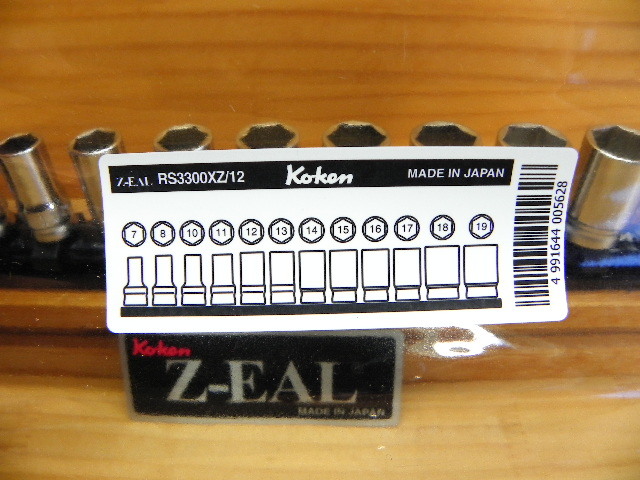 Z-EAL RS3300XZ/12 Koken MADE IN JAPAN
7 8 10 11 12 13 14 15 16 17 18 19
4 991644 005628
Koken
Z-EAL
MADE IN JAPAN